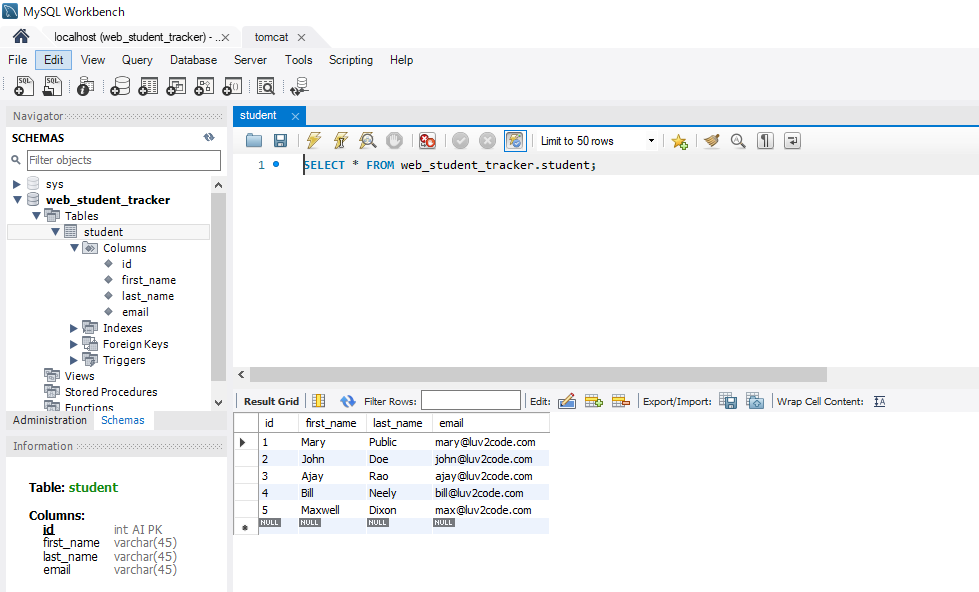 MySQL Workbench
localhost (web_student_tracker) - ... tomcat
File Edit View Query Database Server Tools Scripting Help
SQL SQL
Navigator
SCHEMAS
Filter objects
sys
web_student_tracker
Tables
student
Columns
id
first_name
last_name
email
Indexes
Foreign Keys
Triggers
Views
Stored Procedures
Functions
Administration Schemas
Information
Table: student
Columns:
id int AI PK
first_name varchar(45)
last_name varchar(45)
email varchar(45)
student
Limit to 50 rows
1 SELECT * FROM web_student_tracker.student;
Result Grid Filter Rows: Edit: Export/Import: Wrap Cell Content:
id first_name last_name email
1 Mary Public mary@luv2code.com
2 John Doe john@luv2code.com
3 Ajay Rao ajay@luv2code.com
4 Bill Neely bill@luv2code.com
5 Maxwell Dixon max@luv2code.com
NULL NULL NULL NULL